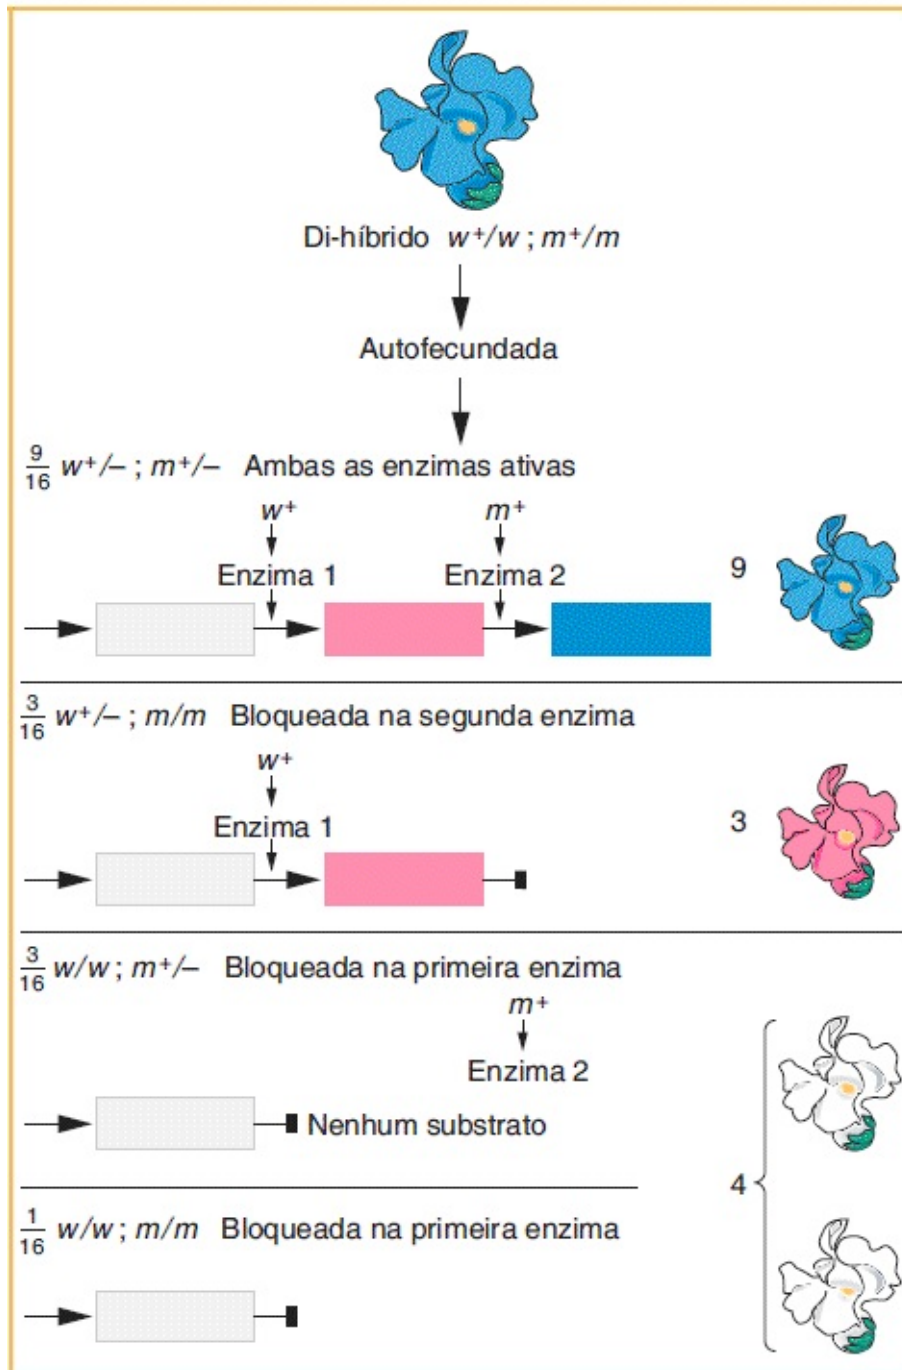 Di-híbrido w+/w ; m+/m
Autofecundada
9/16 w+/– ; m+/– Ambas as enzimas ativas
w+ m+
Enzima 1 Enzima 2 9
3/16 w+/– ; m/m Bloqueada na segunda enzima
w+
Enzima 1 3
3/16 w/w ; m+/– Bloqueada na primeira enzima
m+
Enzima 2
Nenhum substrato
4
1/16 w/w ; m/m Bloqueada na primeira enzima